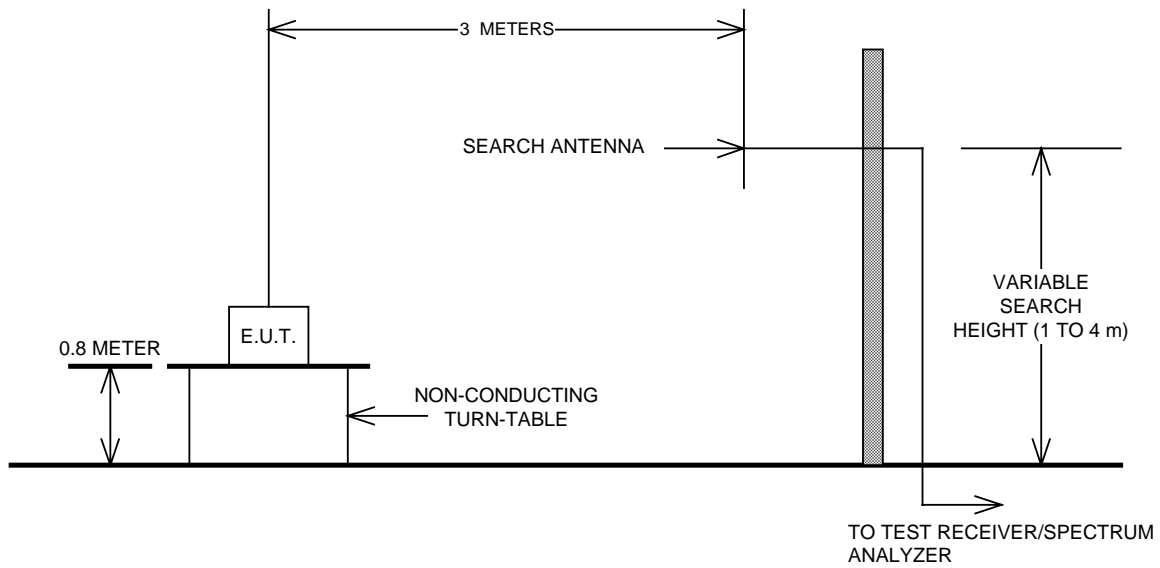 3 METERS
SEARCH ANTENNA
E.U.T.
0.8 METER
NON-CONDUCTING
TURN-TABLE
VARIABLE
SEARCH
HEIGHT (1 TO 4 m)
TO TEST RECEIVER/SPECTRUM
ANALYZER